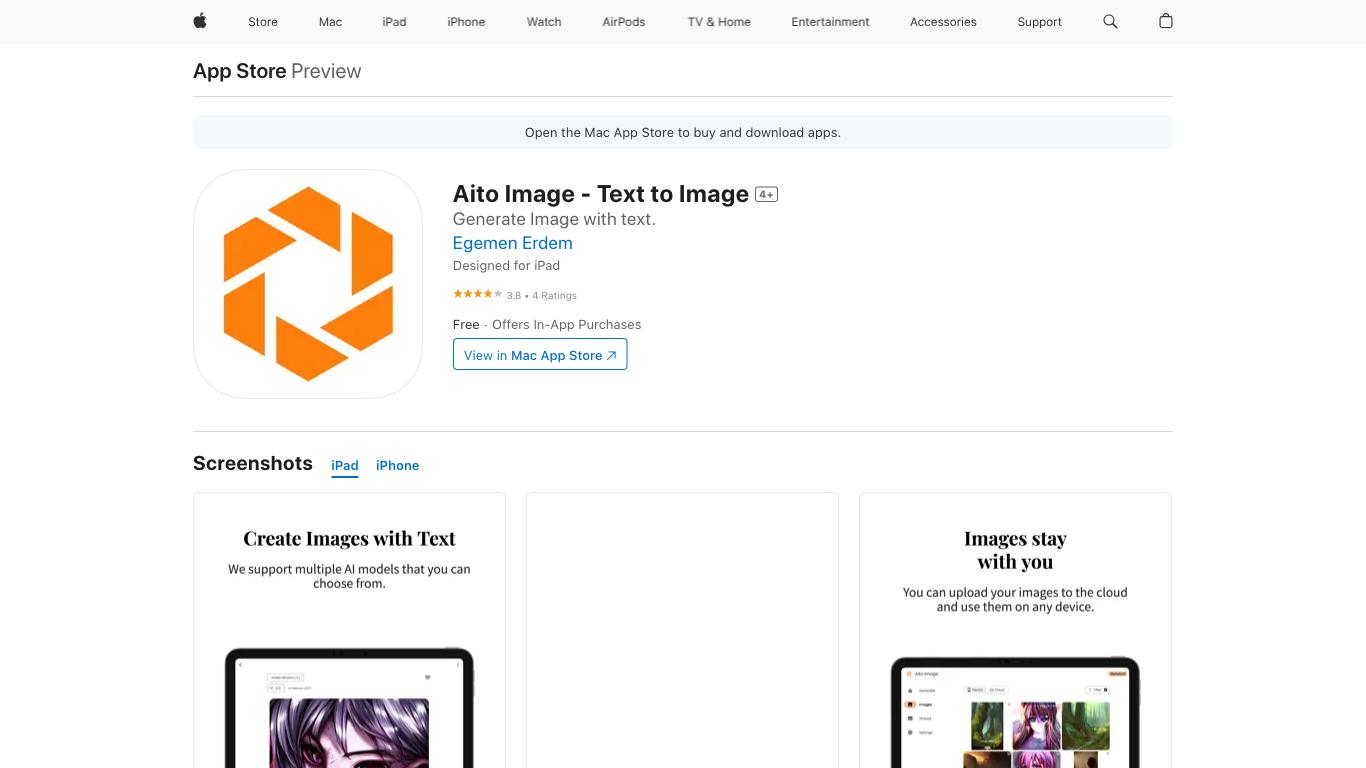 Store Mac iPad iPhone Watch AirPods TV & Home Entertainment Accessories Support
App Store Preview
Open the Mac App Store to buy and download apps.
Aito Image - Text to Image 4+
Generate Image with text.
Egemen Erdem
Designed for iPad
3.8 • 4 Ratings
Free · Offers In-App Purchases
View in Mac App Store
Screenshots iPad iPhone
Create Images with Text
We support multiple AI models that you can
choose from.
Images stay
with you
You can upload your images to the cloud
and use them on any device.
Aito Image
Generate
Images
Settings